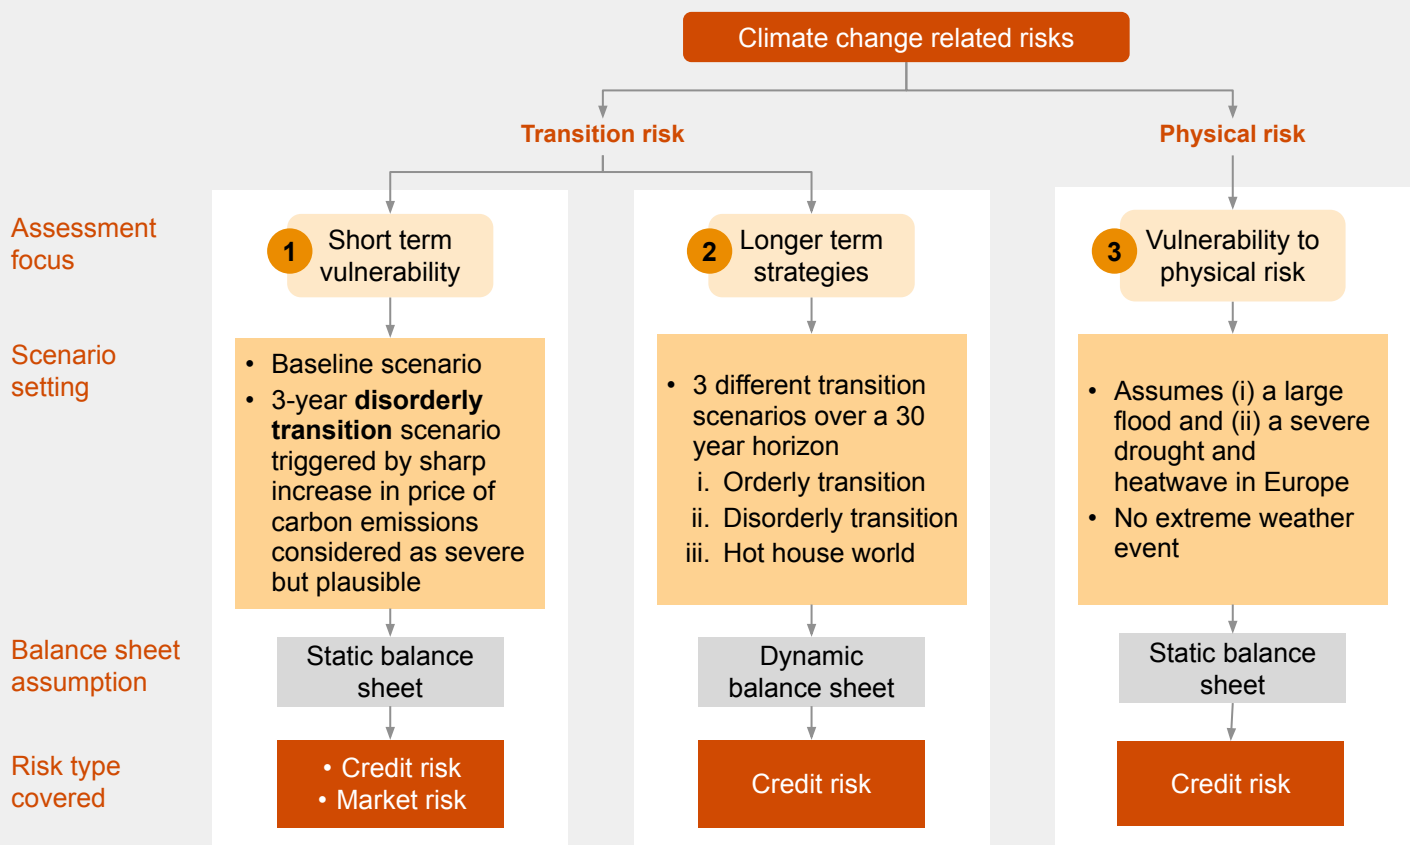 Climate change related risks
Transition risk
Physical risk
Assessment
focus
1
Short term
vulnerability
2
Longer term
strategies
3
Vulnerability to
physical risk
Scenario
setting
• Baseline scenario
• 3-year disorderly
transition scenario
triggered by sharp
increase in price of
carbon emissions
considered as severe
but plausible
• 3 different transition
scenarios over a 30
year horizon
i. Orderly transition
ii. Disorderly transition
iii. Hot house world
• Assumes (i) a large
flood and (ii) a severe
drought and
heatwave in Europe
• No extreme weather
event
Balance sheet
assumption
Static balance
sheet
Dynamic
balance sheet
Static balance
sheet
Risk type
covered
• Credit risk
• Market risk
Credit risk
Credit risk